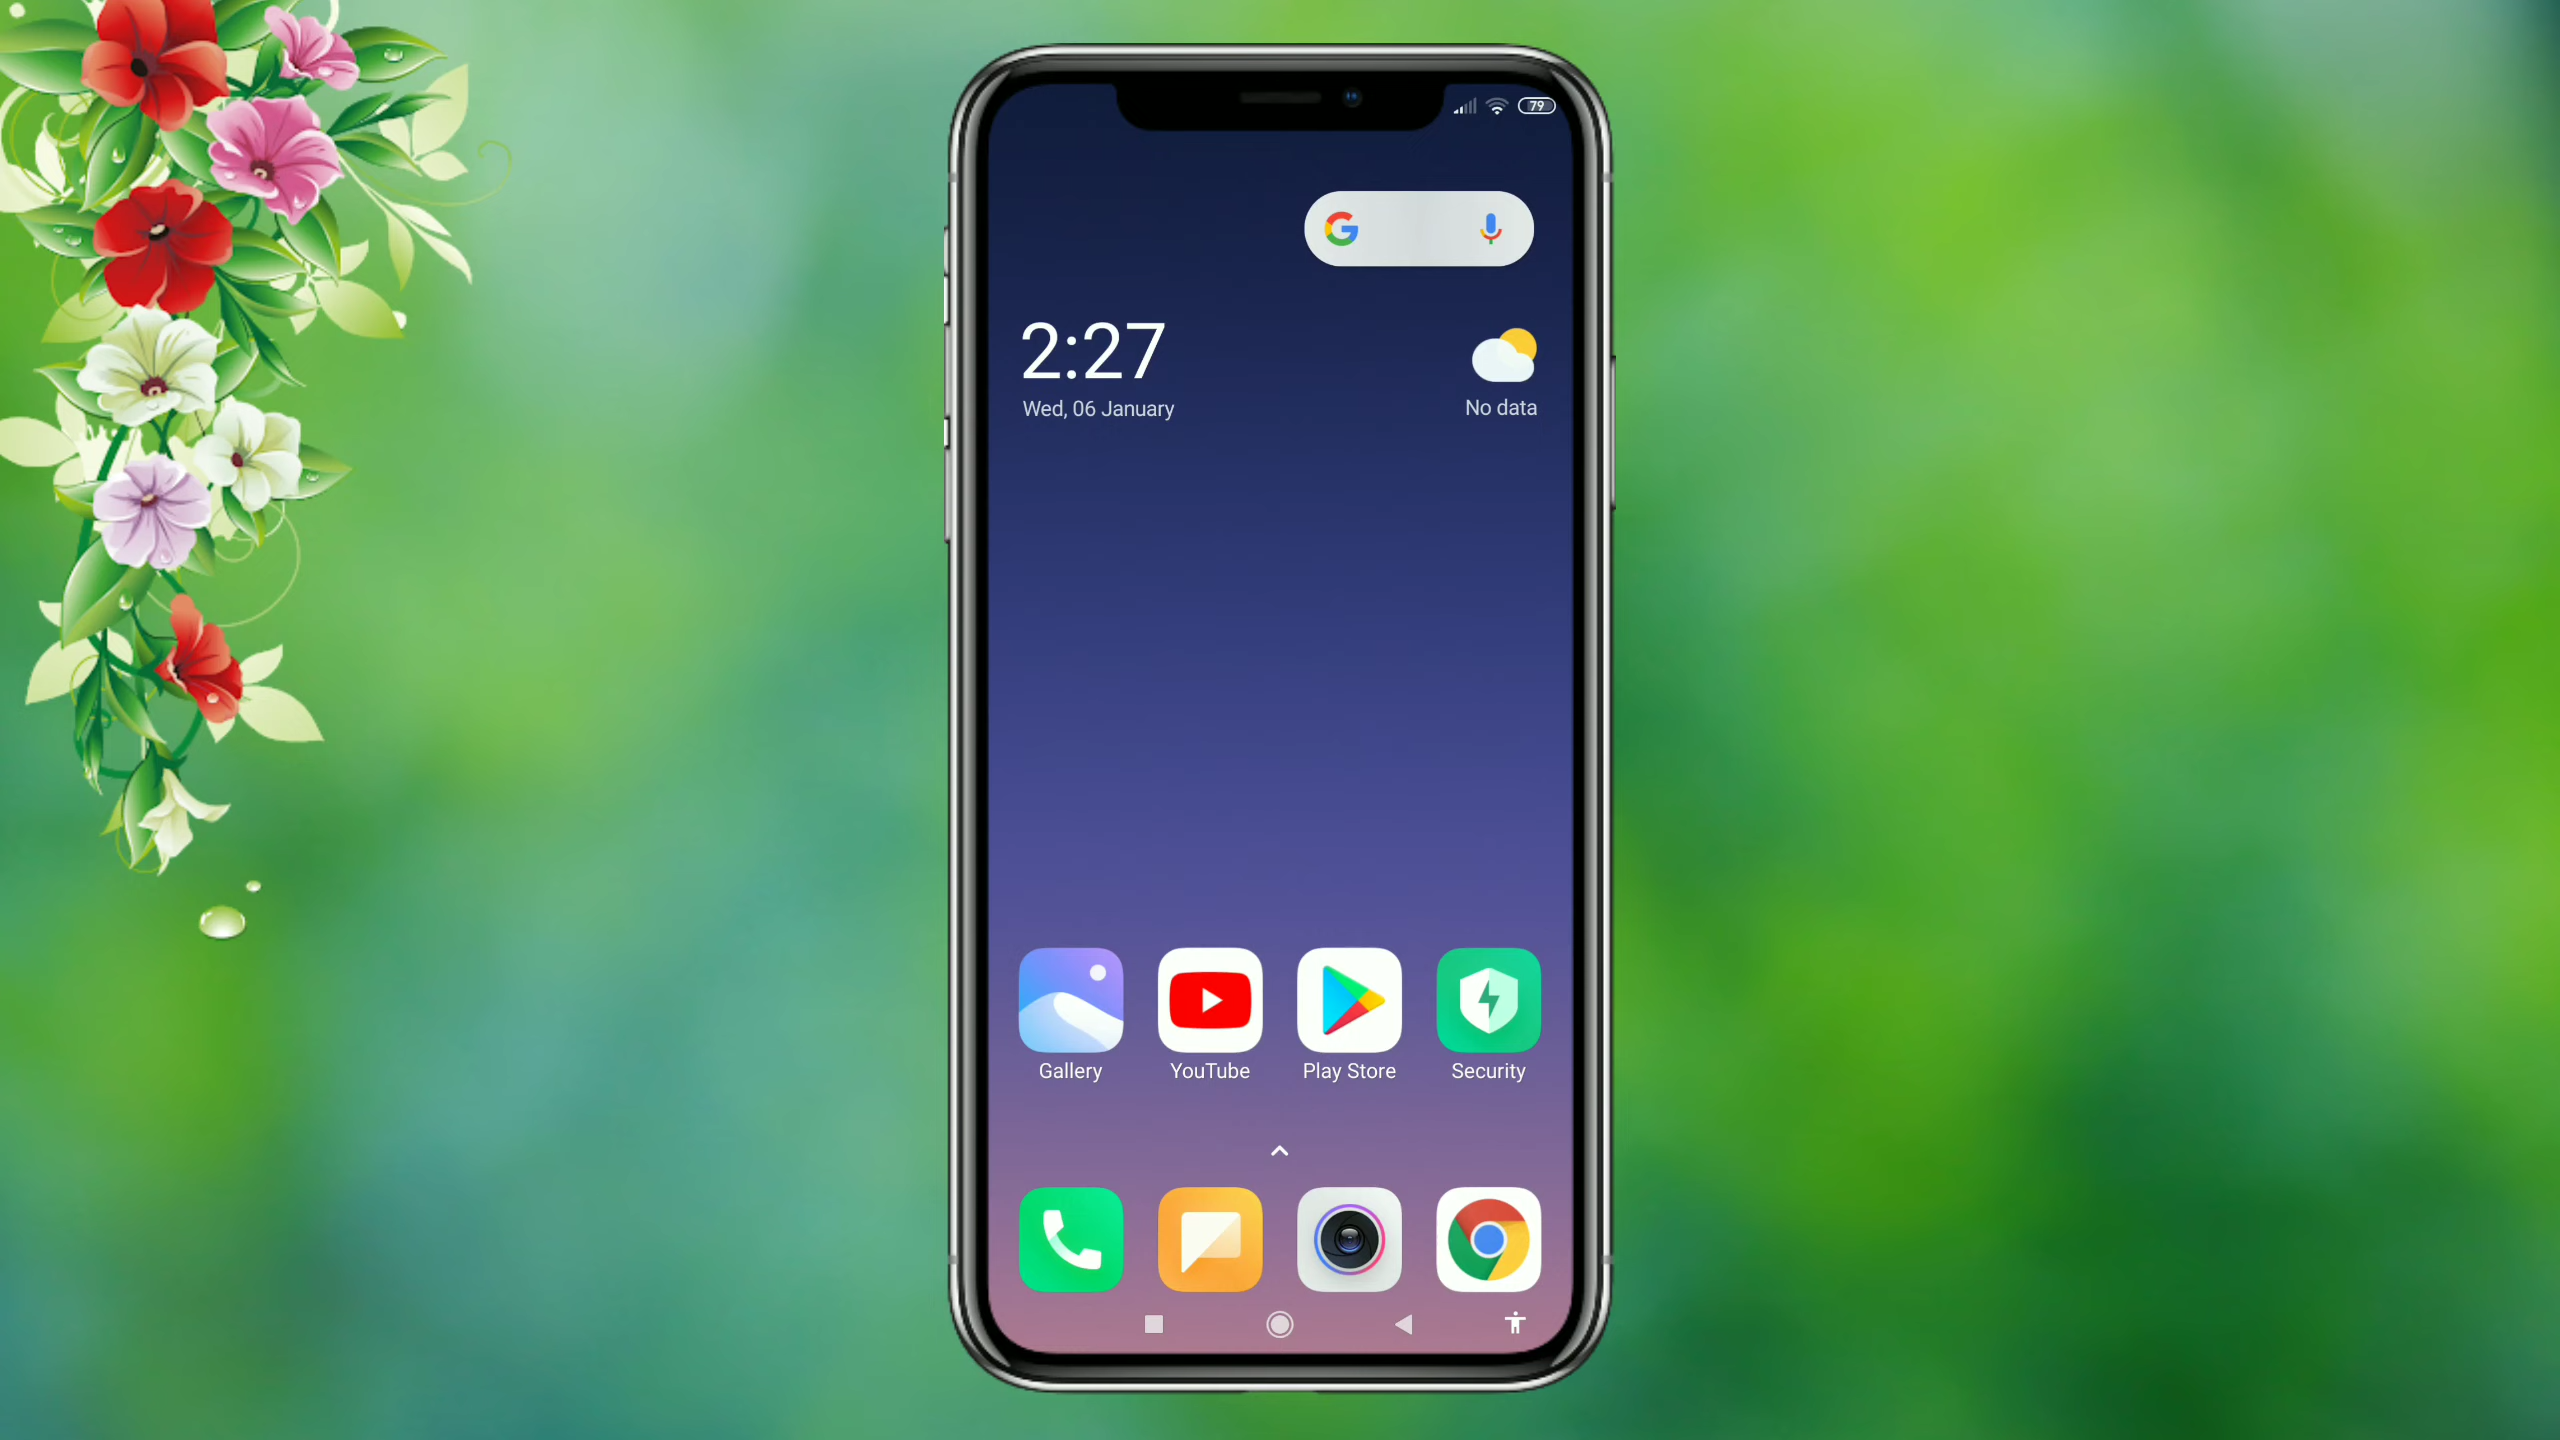 79
2:27
Wed, 06 January
No data
Gallery
YouTube
Play Store
Security